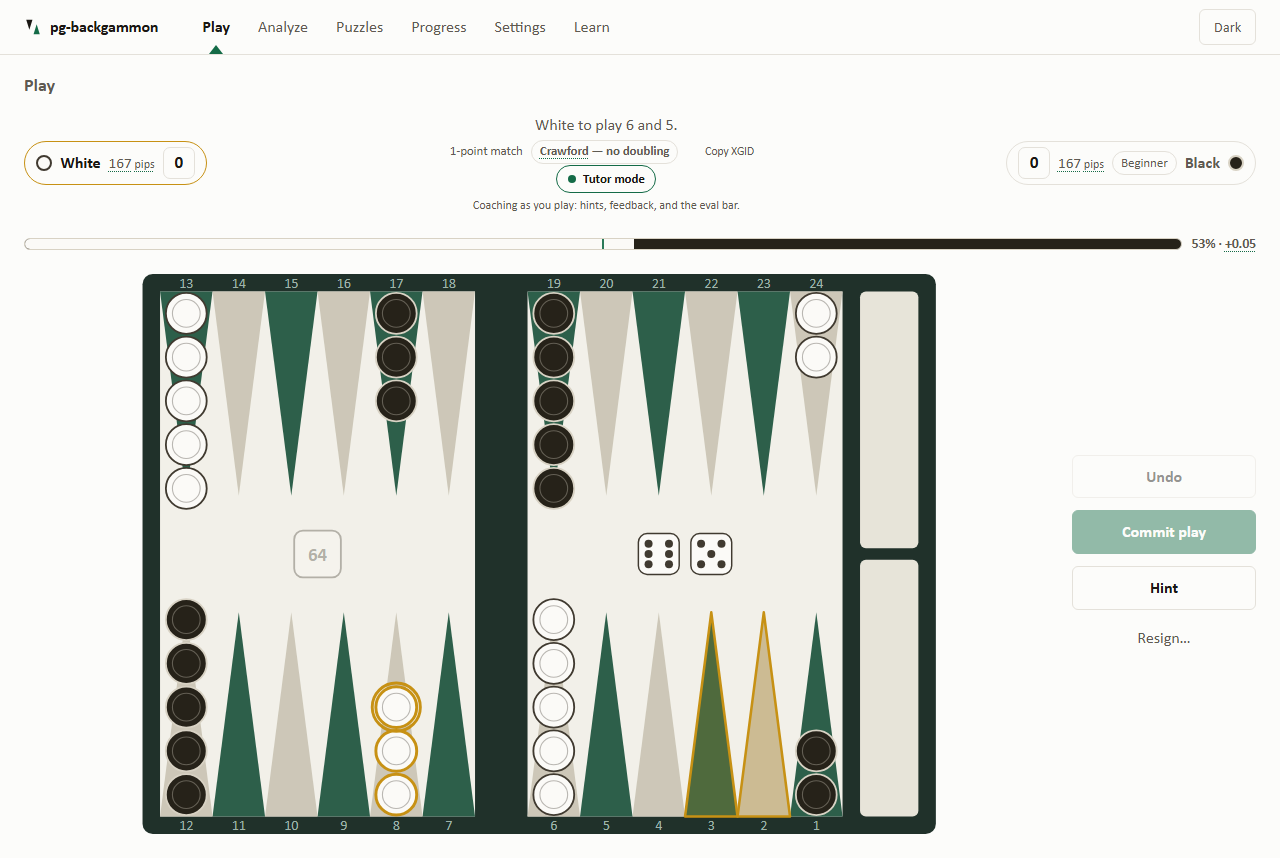 pg-backgammon Play Analyze Puzzles Progress Settings Learn Dark
Play
White to play 6 and 5.
White 167 pips 0
1-point match Crawford — no doubling Copy XGID
Tutor mode
Coaching as you play: hints, feedback, and the eval bar.
0 167 pips Beginner Black
53% · +0.05
13 14 15 16 17 18 19 20 21 22 23 24
64
12 11 10 9 8 7 6 5 4 3 2 1
Undo
Commit play
Hint
Resign...